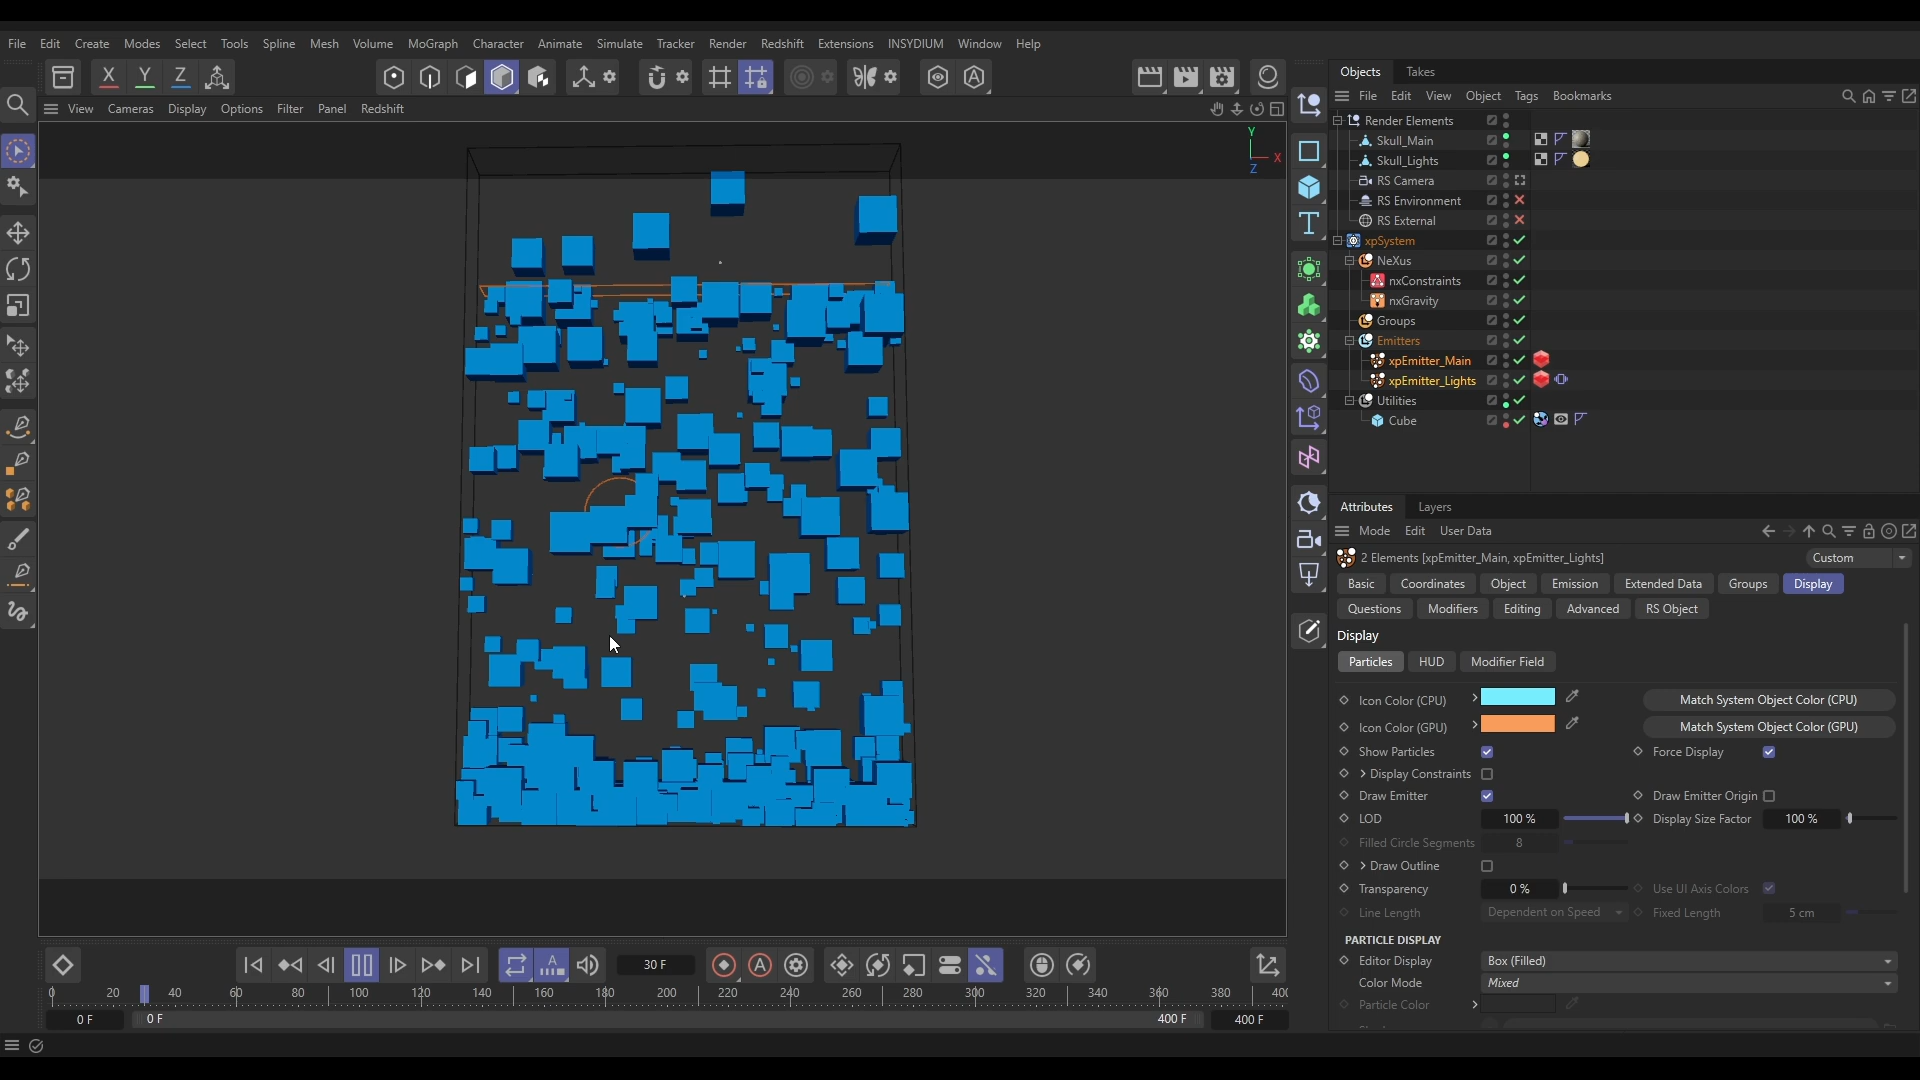 File Edit Create Modes Select Tools Spline Mesh Volume MoGraph Character Animate Simulate Tracker Render Redshift Extensions INSYDIUM Window Help
X Y Z
View Cameras Display Options Filter Panel Redshift
Y
X
Z
Objects Takes
File Edit View Object Tags Bookmarks
Render Elements
Skull_Main
Skull_Lights
RS Camera
RS Environment
RS External
xpSystem
NeXus
nxConstraints
nxGravity
Groups
Emitters
xpEmitter_Main
xpEmitter_Lights
Utilities
Cube
Attributes Layers
Mode Edit User Data
2 Elements [xpEmitter_Main, xpEmitter_Lights] Custom
Basic Coordinates Object Emission Extended Data Groups Display
Questions Modifiers Editing Advanced RS Object
Display
Particles HUD Modifier Field
Icon Color (CPU) Match System Object Color (CPU)
Icon Color (GPU) Match System Object Color (GPU)
Show Particles Force Display
Display Constraints
Draw Emitter Draw Emitter Origin
LOD 100 % Display Size Factor 100 %
Filled Circle Segments 8
Draw Outline
Transparency 0 % Use UI Axis Colors
Line Length Dependent on Speed Fixed Length 5 cm
PARTICLE DISPLAY
Editor Display Box (Filled)
Color Mode Mixed
Particle Color
30 F
0 20 40 60 80 100 120 140 160 180 200 220 240 260 280 300 320 340 360 380 400
0 F 0 F 400 F 400 F